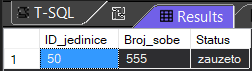 T-SQL Results
ID_jedinice Broj_sobe Status
1 50 555 zauzeto